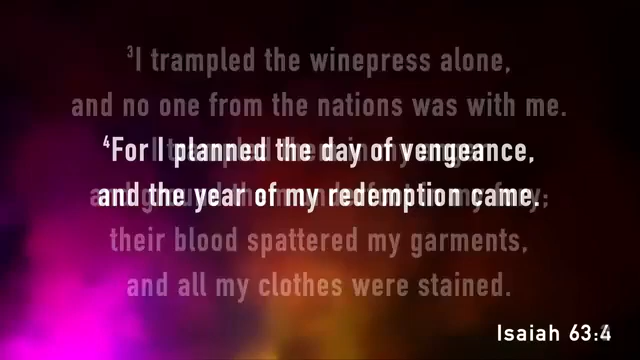 ³I trampled the winepress alone,
and no one from the nations was with me.
⁴For I planned the day of vengeance,
and the year of my redemption came.
their blood spattered my garments,
and all my clothes were stained.
Isaiah 63:4